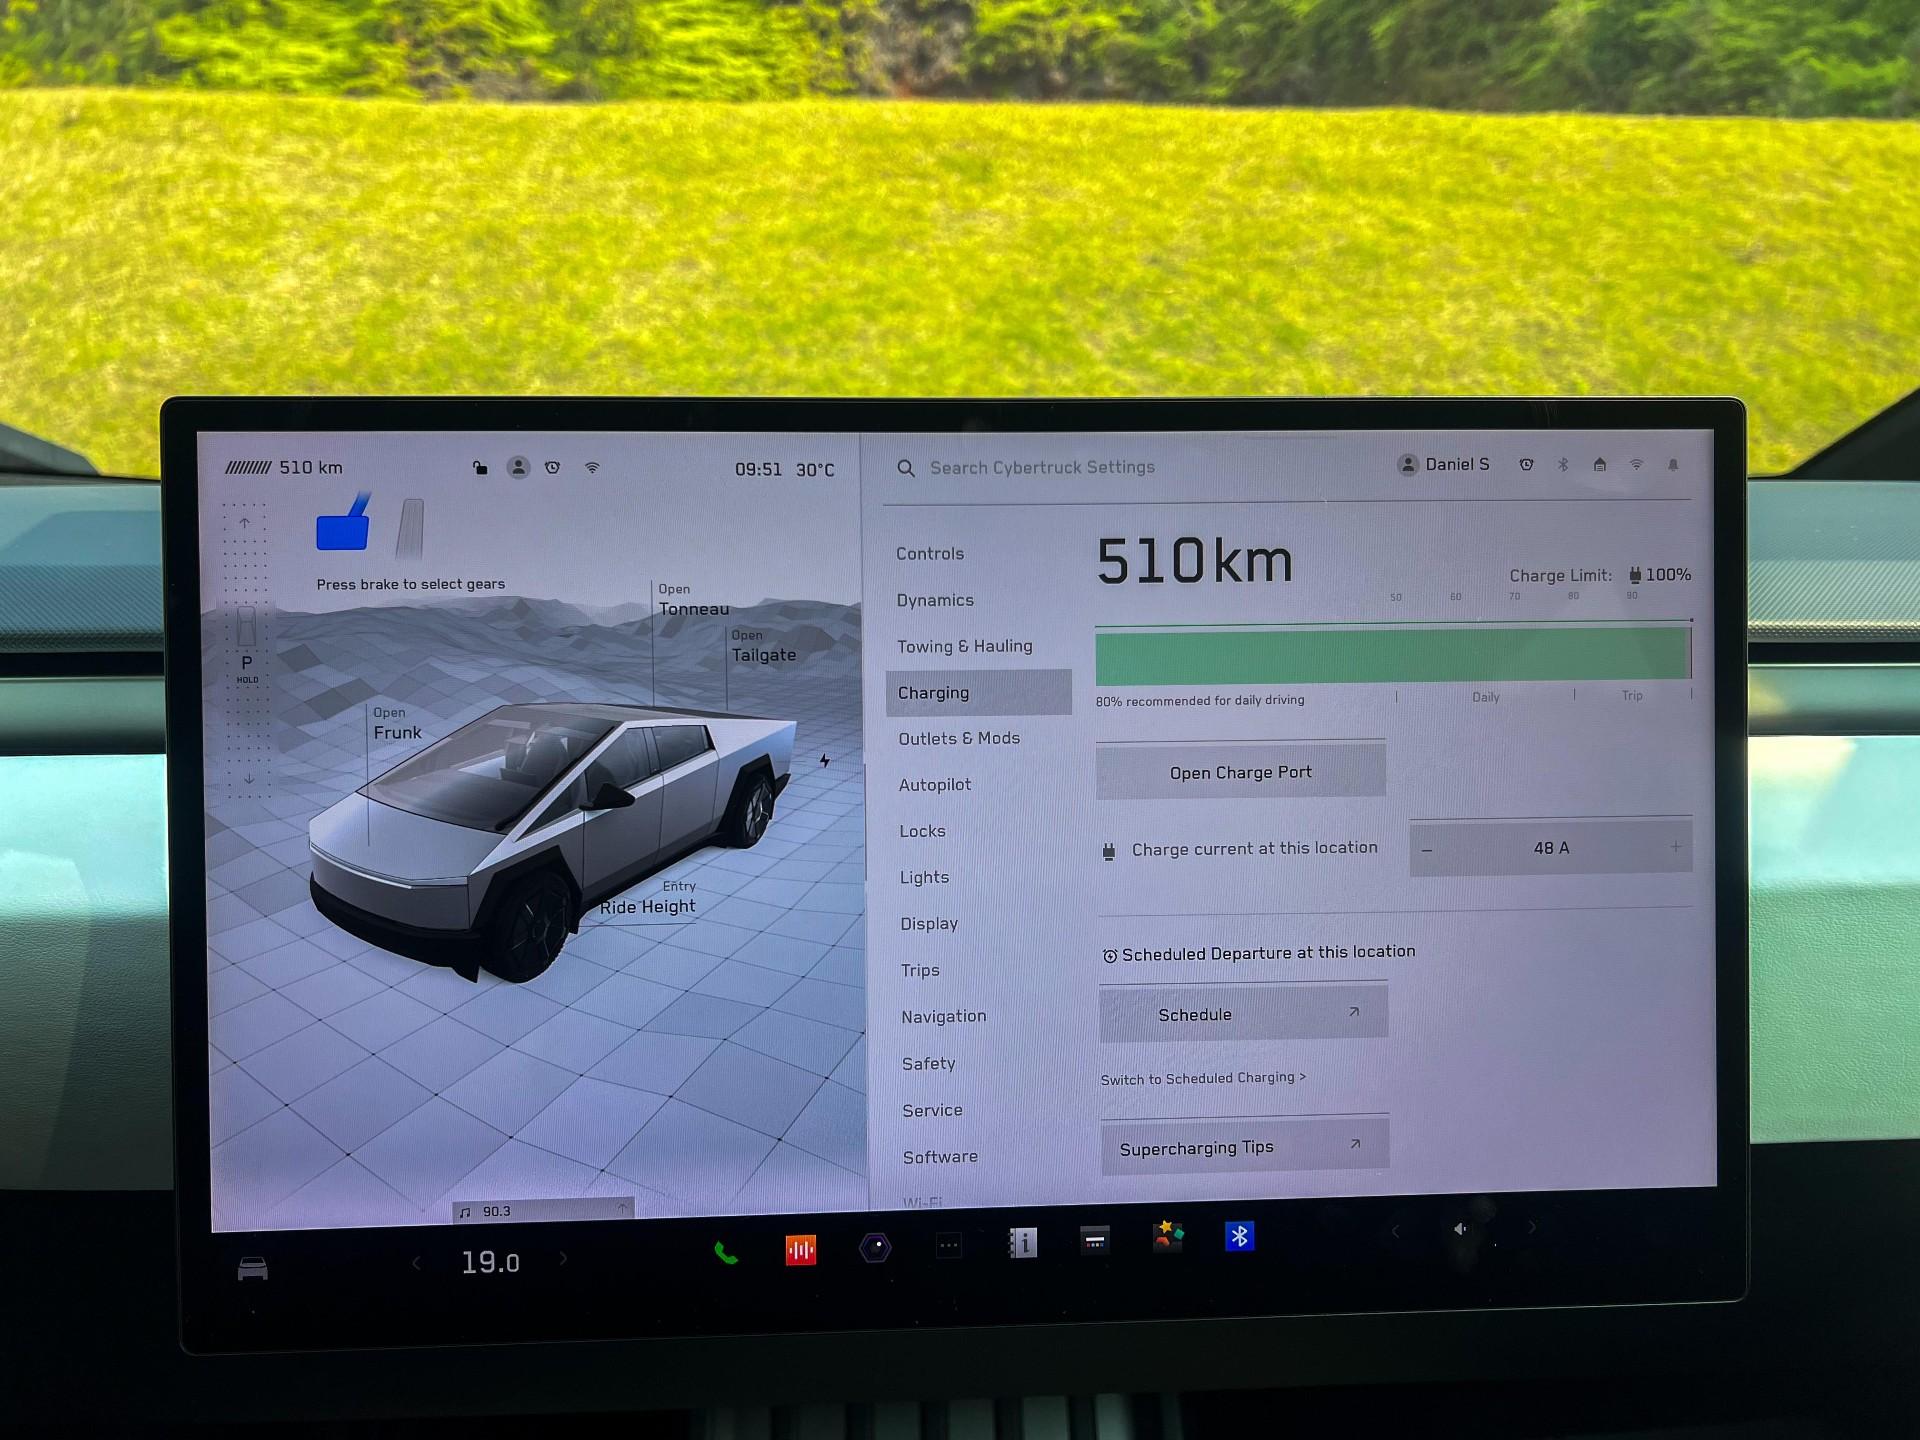 510 km
09:51 30°C
Press brake to select gears
P
HOLD
Open
Tonneau
Open
Tailgate
Open
Frunk
Entry
Ride Height
90.3
Search Cybertruck Settings
Daniel S
Controls
Dynamics
Towing & Hauling
Charging
Outlets & Mods
Autopilot
Locks
Lights
Display
Trips
Navigation
Safety
Service
Software
Wi-Fi
510km
Charge Limit: 100%
50 60 70 80 90
80% recommended for daily driving
Daily Trip
Open Charge Port
Charge current at this location
– 48 A +
Scheduled Departure at this location
Schedule
Switch to Scheduled Charging >
Supercharging Tips
19.0
i